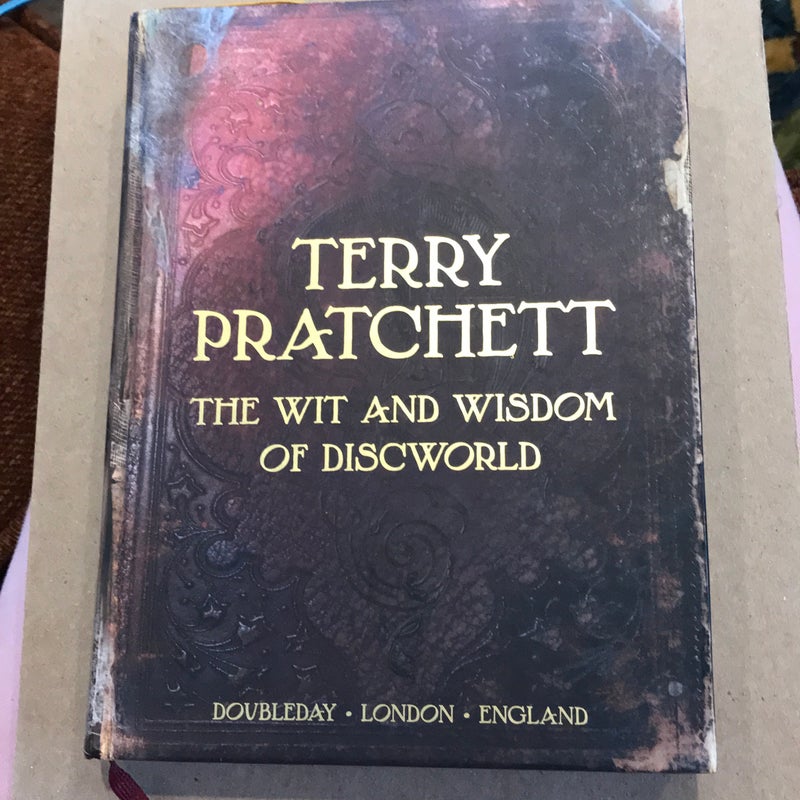 TERRY
PRATCHETT
THE WIT AND WISDOM
OF DISCWORLD
DOUBLEDAY • LONDON • ENGLAND